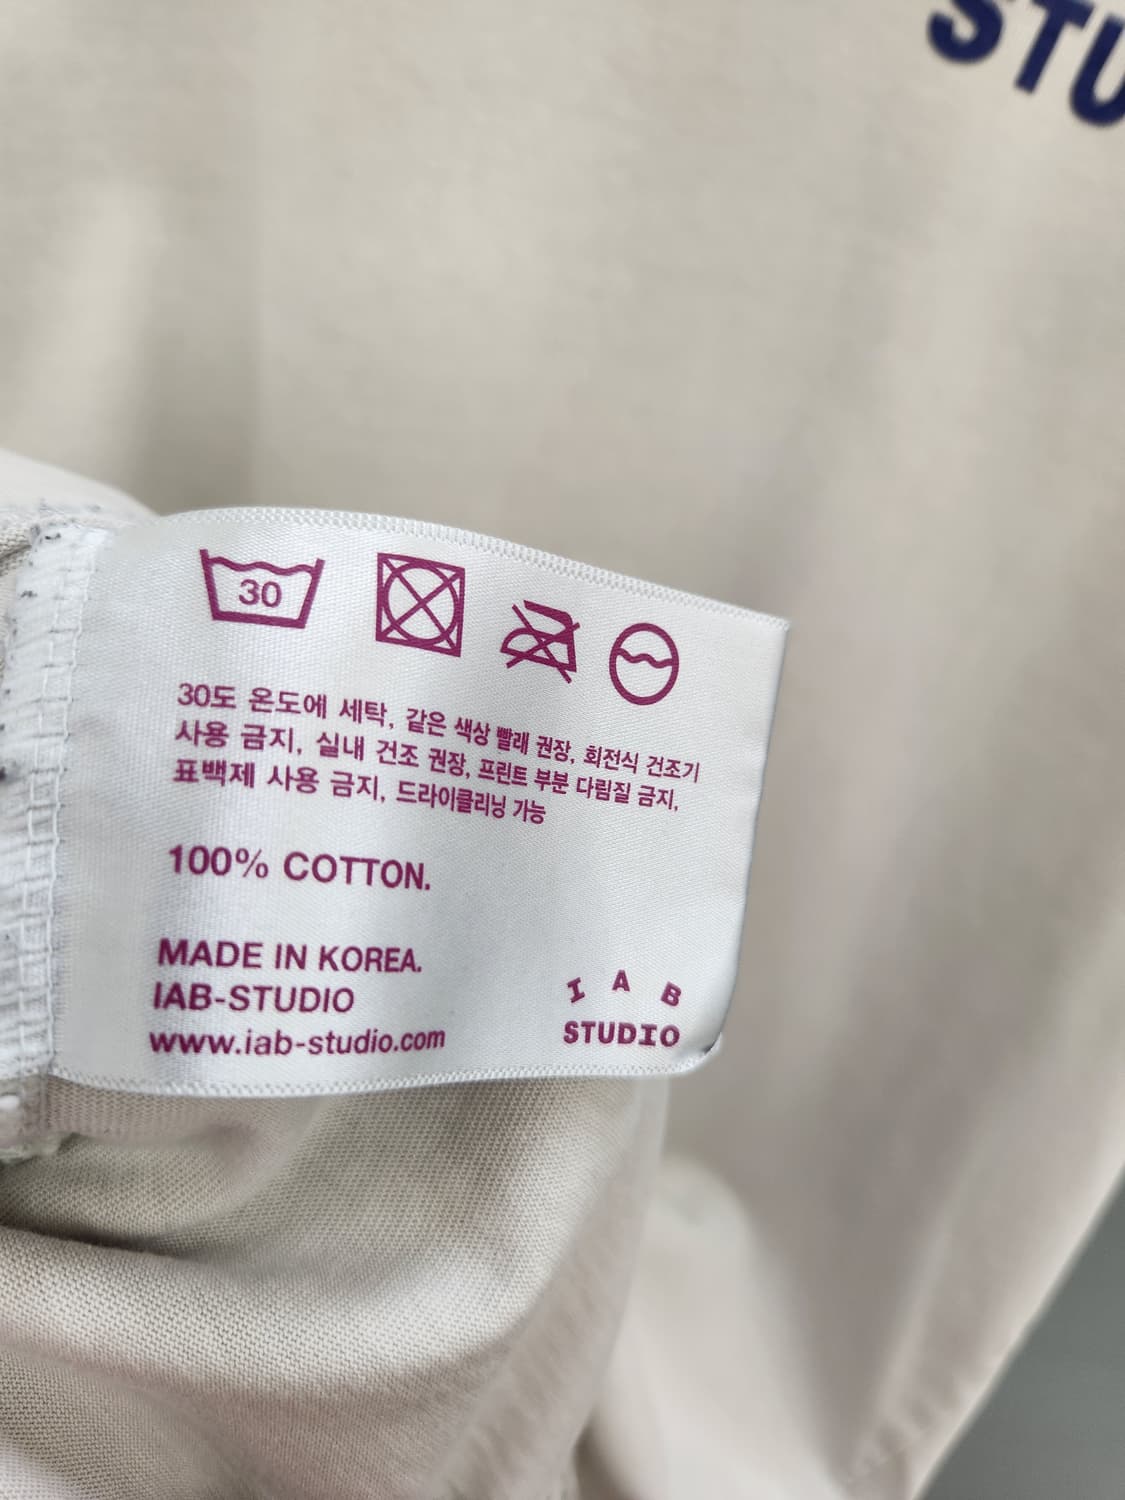 STU
30
30도 온도에 세탁, 같은 색상 빨래 권장, 회전식 건조기
사용 금지, 실내 건조 권장, 프린트 부분 다림질 금지,
표백제 사용 금지, 드라이클리닝 가능
100% COTTON.
MADE IN KOREA.
IAB-STUDIO
www.iab-studio.com
I A B
STUDIO